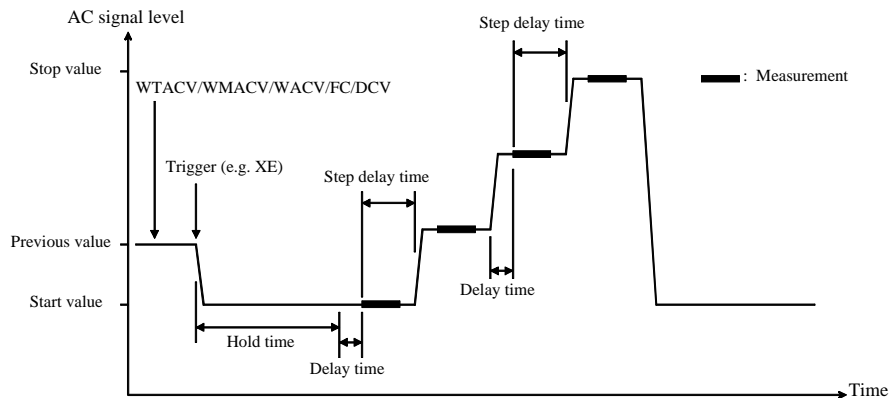 AC signal level
Step delay time
Stop value
: Measurement
WTACV/WMACV/WACV/FC/DCV
Trigger (e.g. XE)
Step delay time
Previous value
Delay time
Start value
Hold time
Delay time
Time